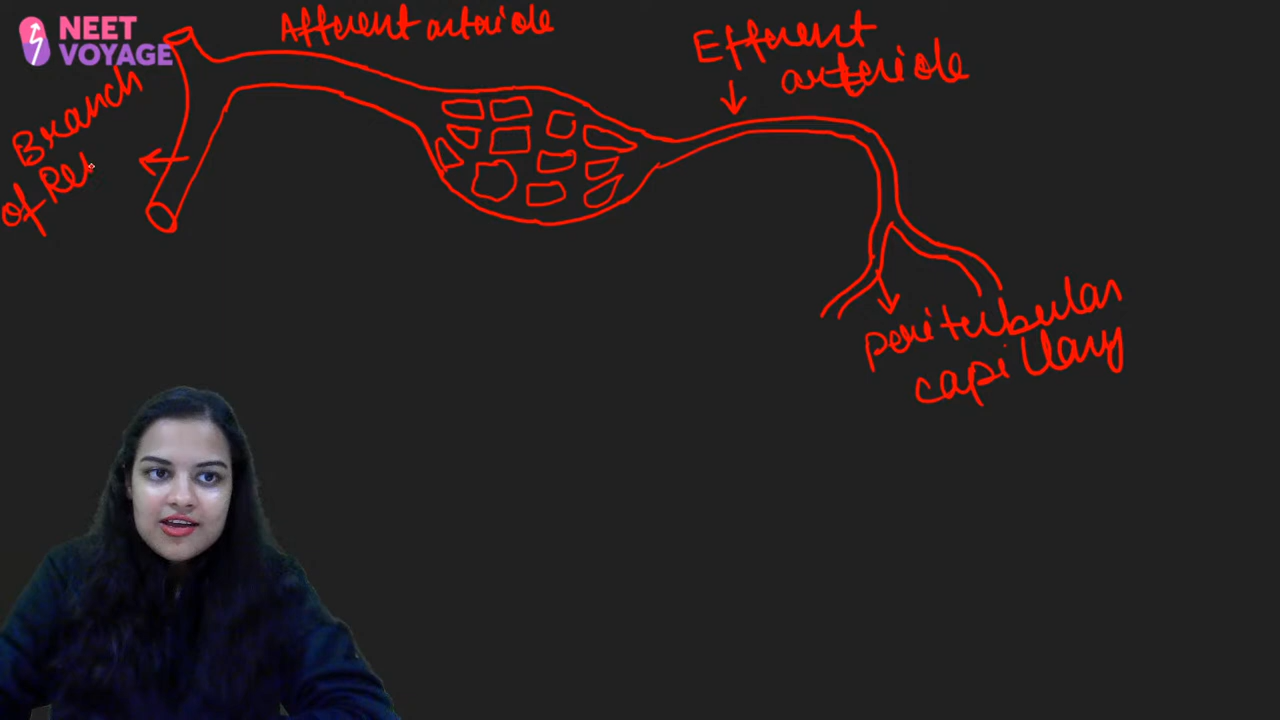 NEET
VOYAGE
Afferent arteriole
Efferent
arteriole
Branch
of Re
peritubular
capillary